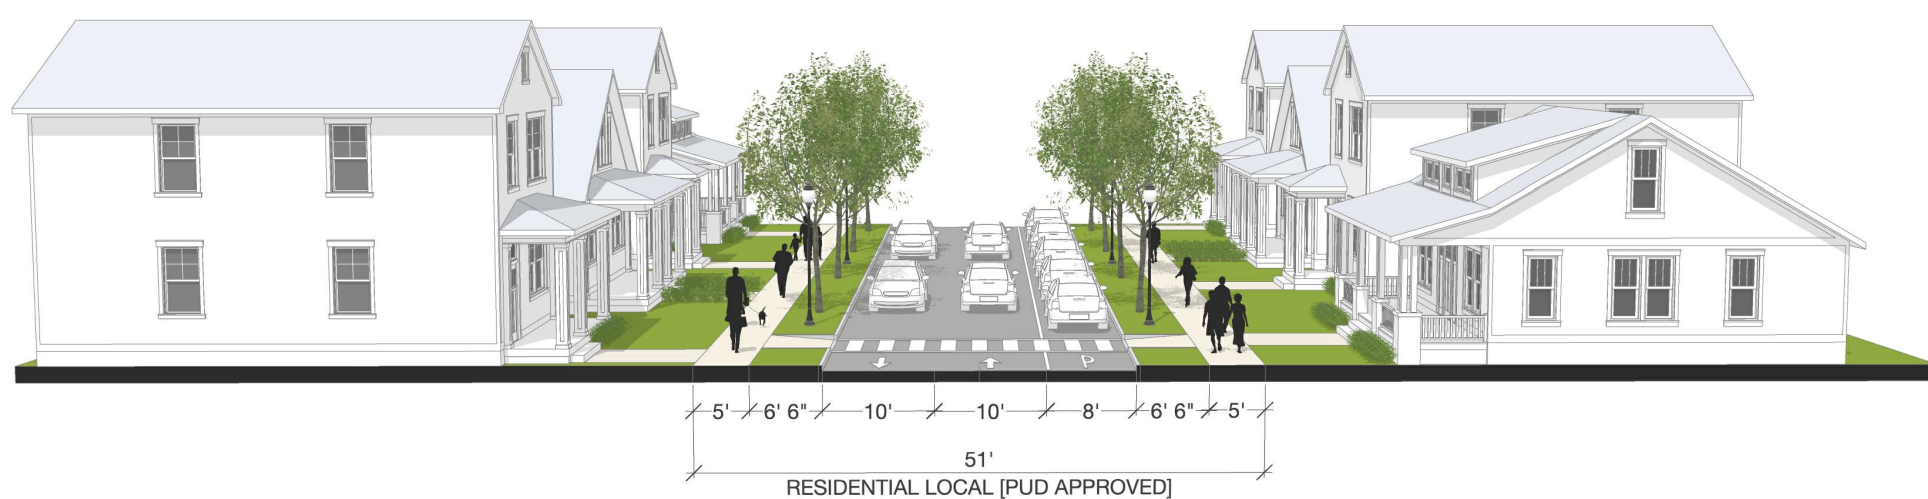 P
5' 6' 6" 10' 10' 8' 6' 6" 5'
51'
RESIDENTIAL LOCAL [PUD APPROVED]